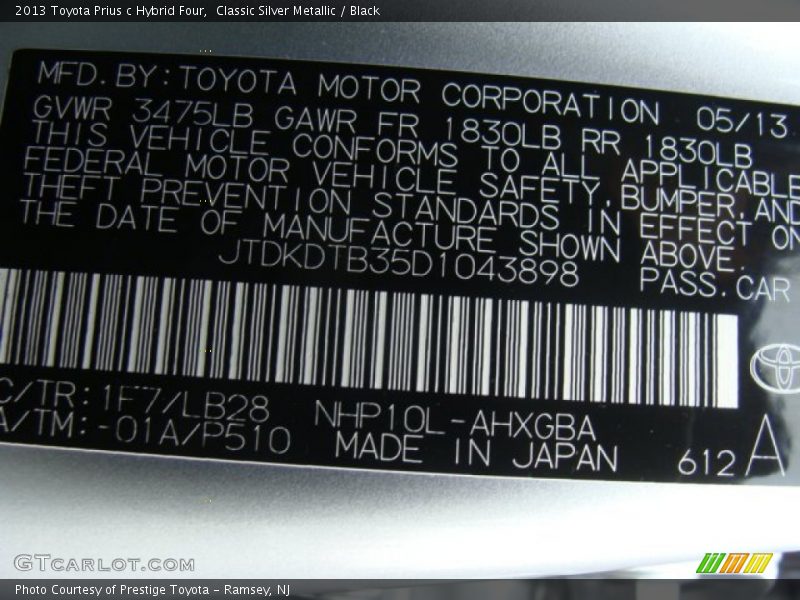 2013 Toyota Prius c Hybrid Four,  Classic Silver Metallic / Black
MFD. BY: TOYOTA MOTOR CORPORATION 05/13
GVWR 3475LB GAWR FR 1830LB RR 1830LB
THIS VEHICLE CONFORMS TO ALL APPLICABLE
FEDERAL MOTOR VEHICLE SAFETY, BUMPER, AND
THEFT PREVENTION STANDARDS IN EFFECT ON
THE DATE OF MANUFACTURE SHOWN ABOVE.
JTDKDTB35D1043898 PASS. CAR
C/TR: 1F7/LB28 NHP10L-AHXGBA
A/TM: -01A/P510 MADE IN JAPAN 612 A
GTCARLOT.COM
Photo Courtesy of Prestige Toyota - Ramsey, NJ